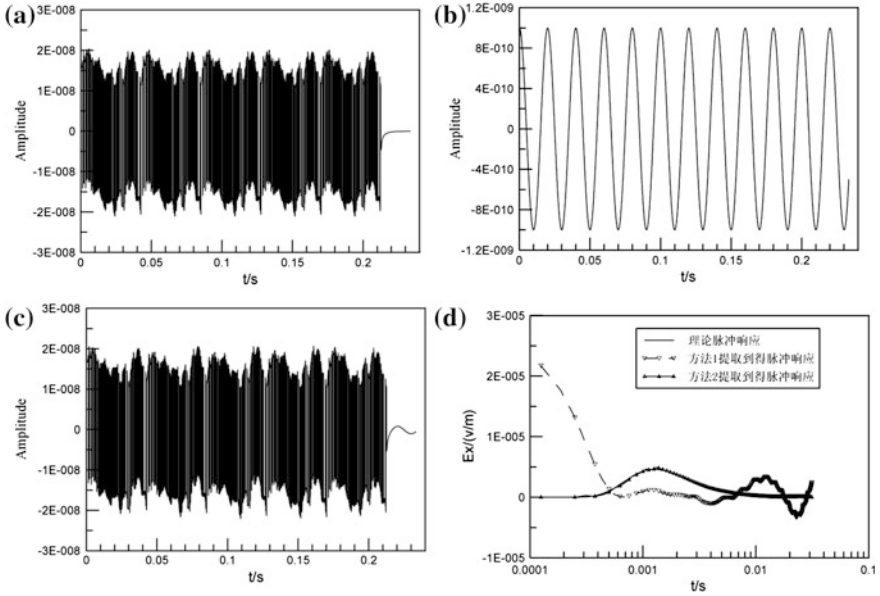 (a)
3E-008
2E-008
1E-008
0
-1E-008
-2E-008
-3E-008
Amplitude
0
0.05
0.1
0.15
0.2
t/s
(b)
1.2E-009
8E-010
4E-010
0
-4E-010
-8E-010
-1.2E-009
Amplitude
0
0.05
0.1
0.15
0.2
t/s
(c)
3E-008
2E-008
1E-008
0
-1E-008
-2E-008
-3E-008
Amplitude
0
0.05
0.1
0.15
0.2
t/s
(d)
3E-005
2E-005
1E-005
0
-1E-005
Ex/(v/m)
理论脉冲响应
方法1提取到得脉冲响应
方法2提取到得脉冲响应
0.0001
0.001
0.01
0.1
t/s